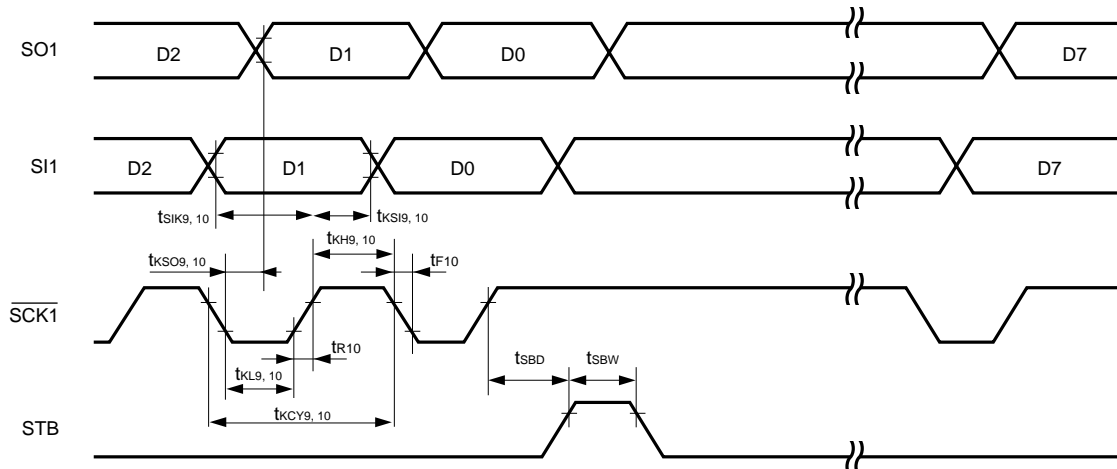 SO1
D2
D1
D0
D7
SI1
D2
D1
D0
D7
tSIK9, 10
tKSI9, 10
tKH9, 10
tKSO9, 10
tF10
SCK1
tR10
tSBD
tSBW
tKL9, 10
tKCY9, 10
STB